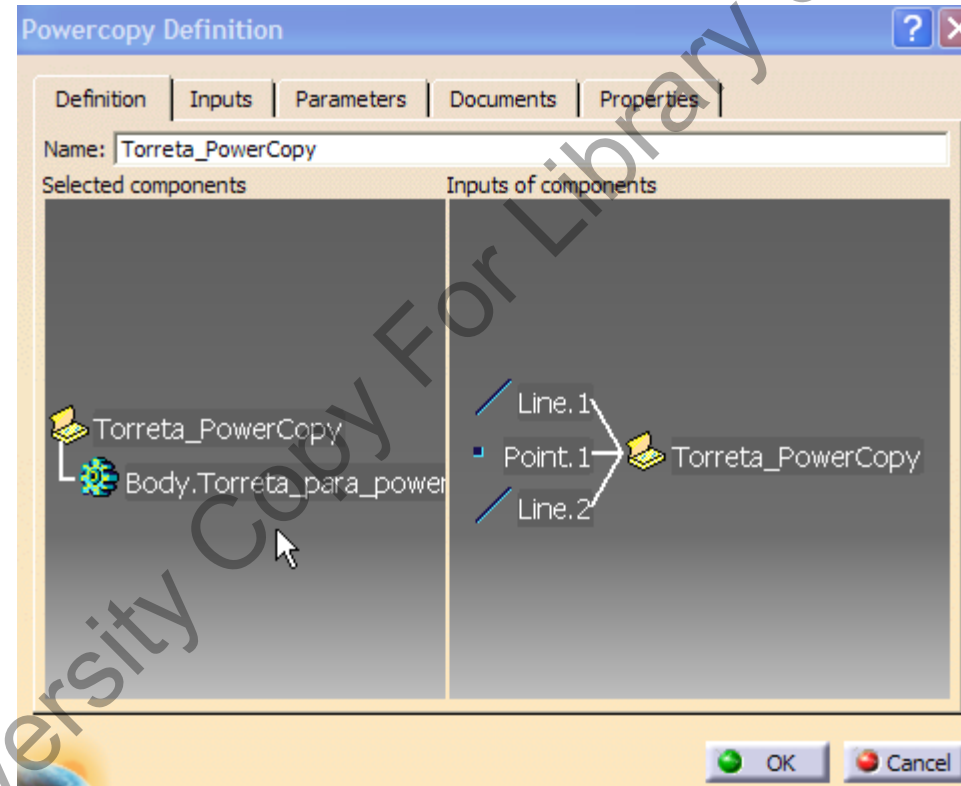 Powercopy Definition
Definition Inputs Parameters Documents Properties
Name: Torreta_PowerCopy
Selected components
Inputs of components
Torreta_PowerCopy
Body.Torreta_para_power
Line.1
Point.1
Line.2
Torreta_PowerCopy
OK Cancel
ersity Copy For Library